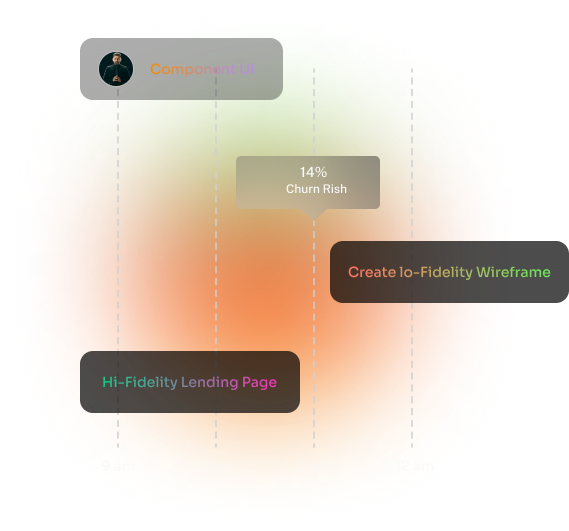 Component UI
14%
Churn Rish
Create lo-Fidelity Wireframe
Hi-Fidelity Lending Page